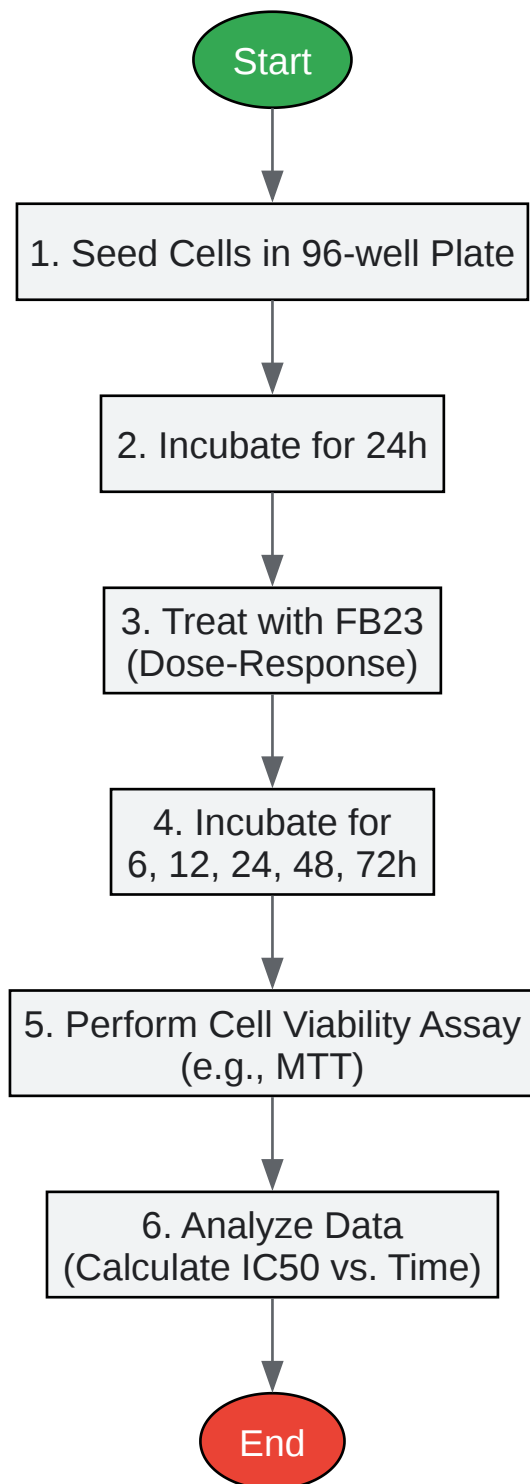 Start
1. Seed Cells in 96-well Plate
2. Incubate for 24h
3. Treat with FB23
(Dose-Response)
4. Incubate for
6, 12, 24, 48, 72h
5. Perform Cell Viability Assay
(e.g., MTT)
6. Analyze Data
(Calculate IC50 vs. Time)
End